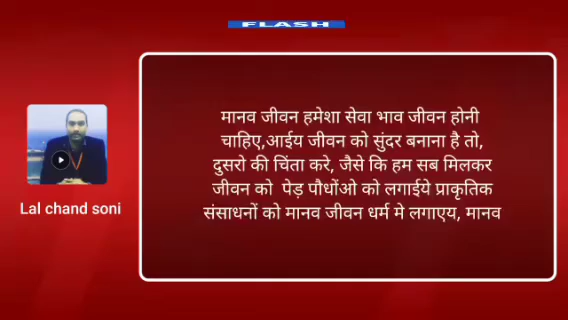 FLASH
मानव जीवन हमेशा सेवा भाव जीवन होनी
चाहिए,आईय जीवन को सुंदर बनाना है तो,
दुसरो की चिंता करे, जैसे कि हम सब मिलकर
जीवन को पेड़ पौधोंओ को लगाईये प्राकृतिक
संसाधनों को मानव जीवन धर्म मे लगाएय, मानव
Lal chand soni